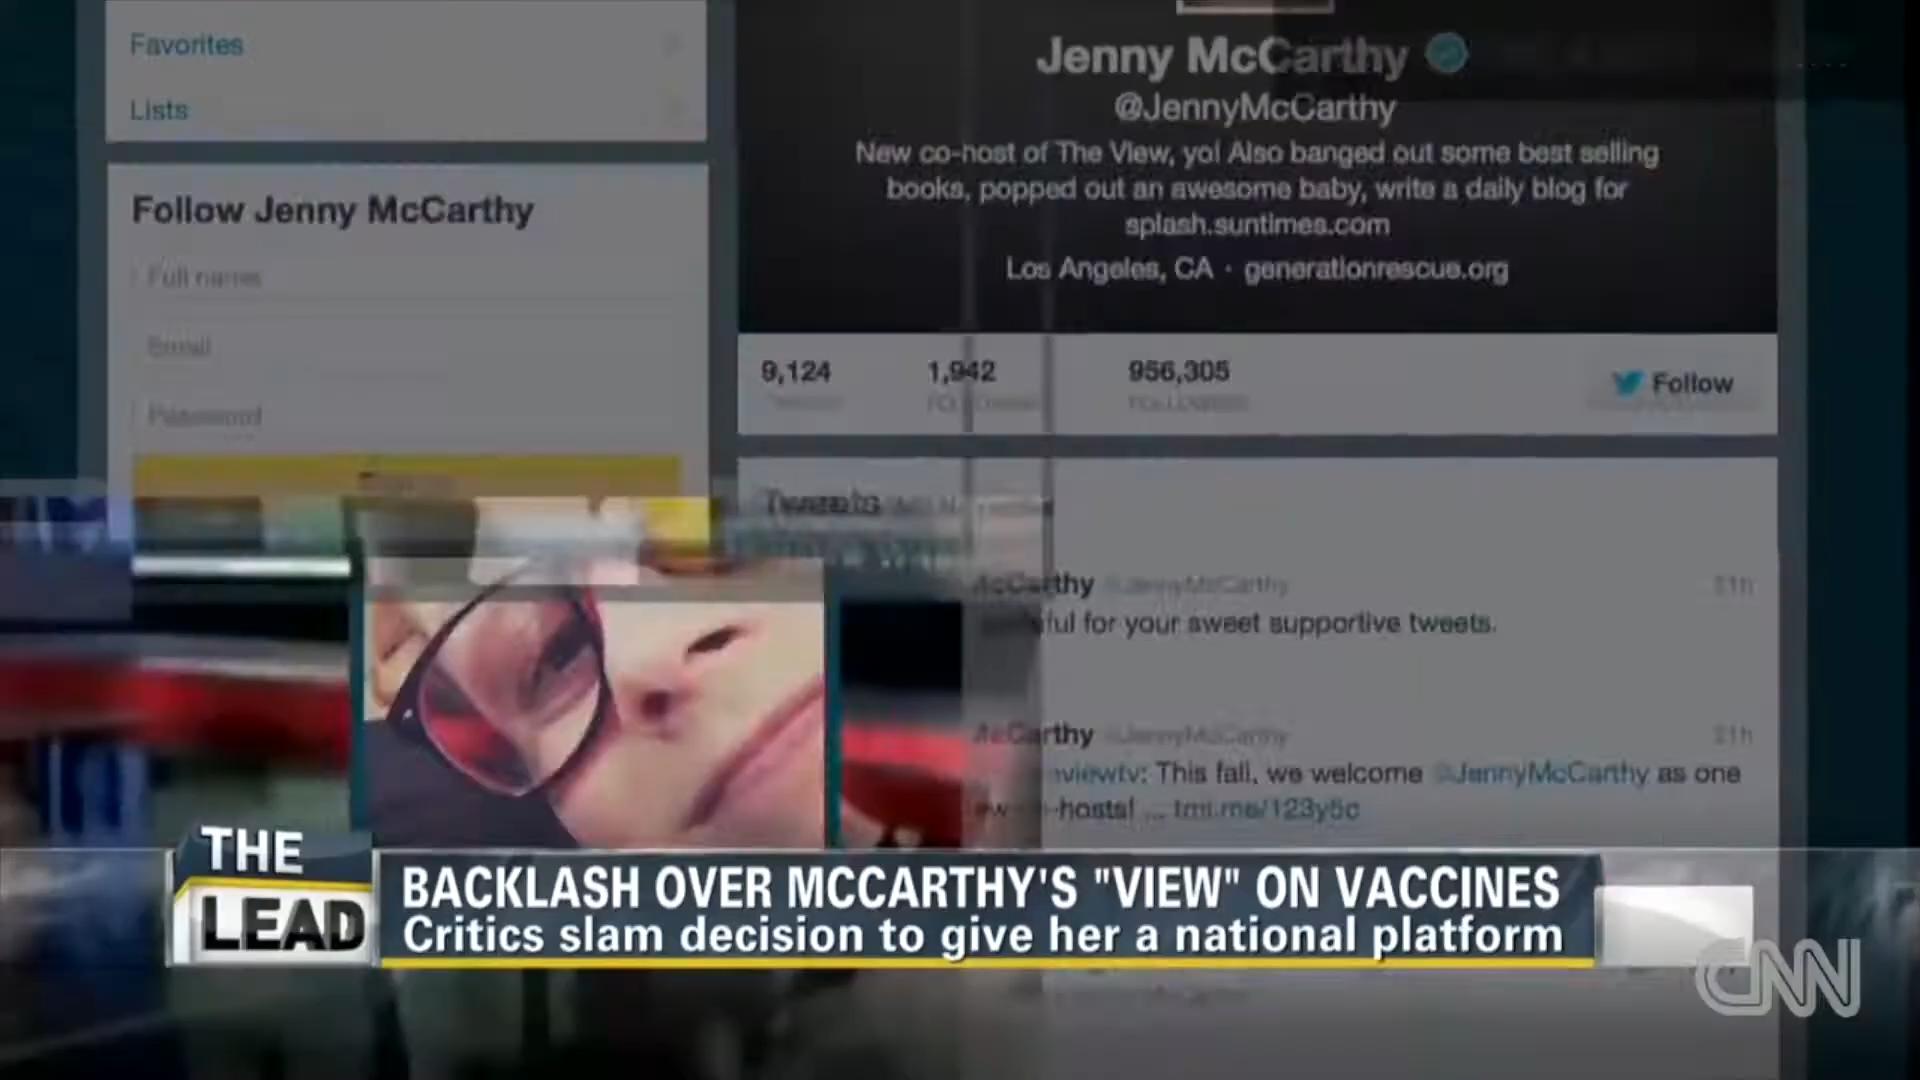 Favorites
Lists
Follow Jenny McCarthy
Full name
Email
Password
Jenny McCarthy
@JennyMcCarthy
New co-host of The View, yo! Also banged out some best selling
books, popped out an awesome baby, write a daily blog for
splash.suntimes.com
Los Angeles, CA · generationrescue.org
9,124
1,942
956,305
Follow
Tweets
McCarthy @JennyMcCarthy 21h
for your sweet supportive tweets.
McCarthy @JennyMcCarthy 21h
viewtv: This fall, we welcome @JennyMcCarthy as one
-hosts! ... tmi.me/123y5c
THE
LEAD
BACKLASH OVER MCCARTHY'S "VIEW" ON VACCINES
Critics slam decision to give her a national platform
CNN